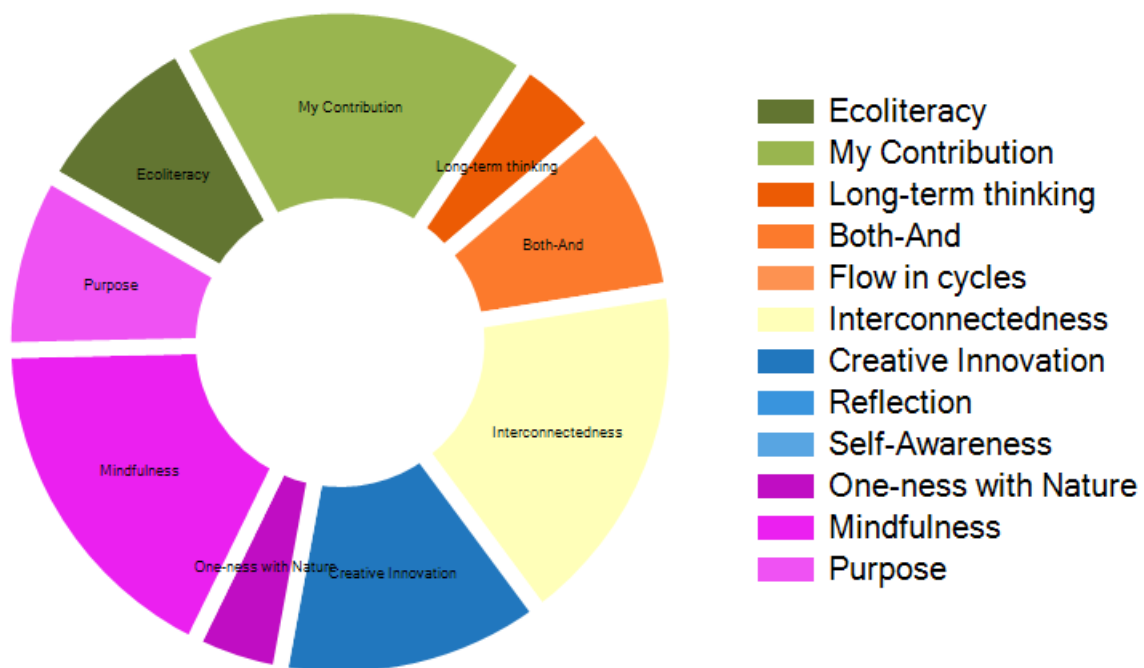 My Contribution
Long-term thinking
Ecoliteracy
Both-And
Purpose
Interconnectedness
Mindfulness
One-ness with Nature
Creative Innovation
Ecoliteracy
My Contribution
Long-term thinking
Both-And
Flow in cycles
Interconnectedness
Creative Innovation
Reflection
Self-Awareness
One-ness with Nature
Mindfulness
Purpose